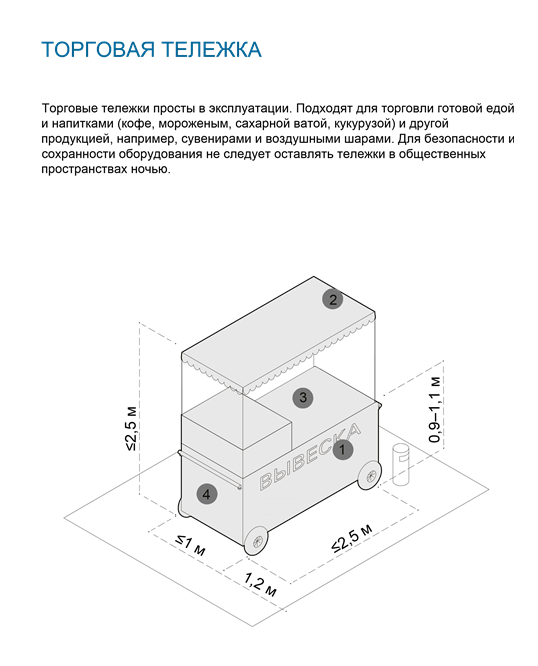 ТОРГОВАЯ ТЕЛЕЖКА
Торговые тележки просты в эксплуатации. Подходят для торговли готовой едой
и напитками (кофе, мороженым, сахарной ватой, кукурузой) и другой
продукцией, например, сувенирами и воздушными шарами. Для безопасности и
сохранности оборудования не следует оставлять тележки в общественных
пространствах ночью.
2
3
≤2,5 м
0,9–1,1 м
ВЫВЕСКА
1
4
≤1 м
≤2,5 м
1,2 м